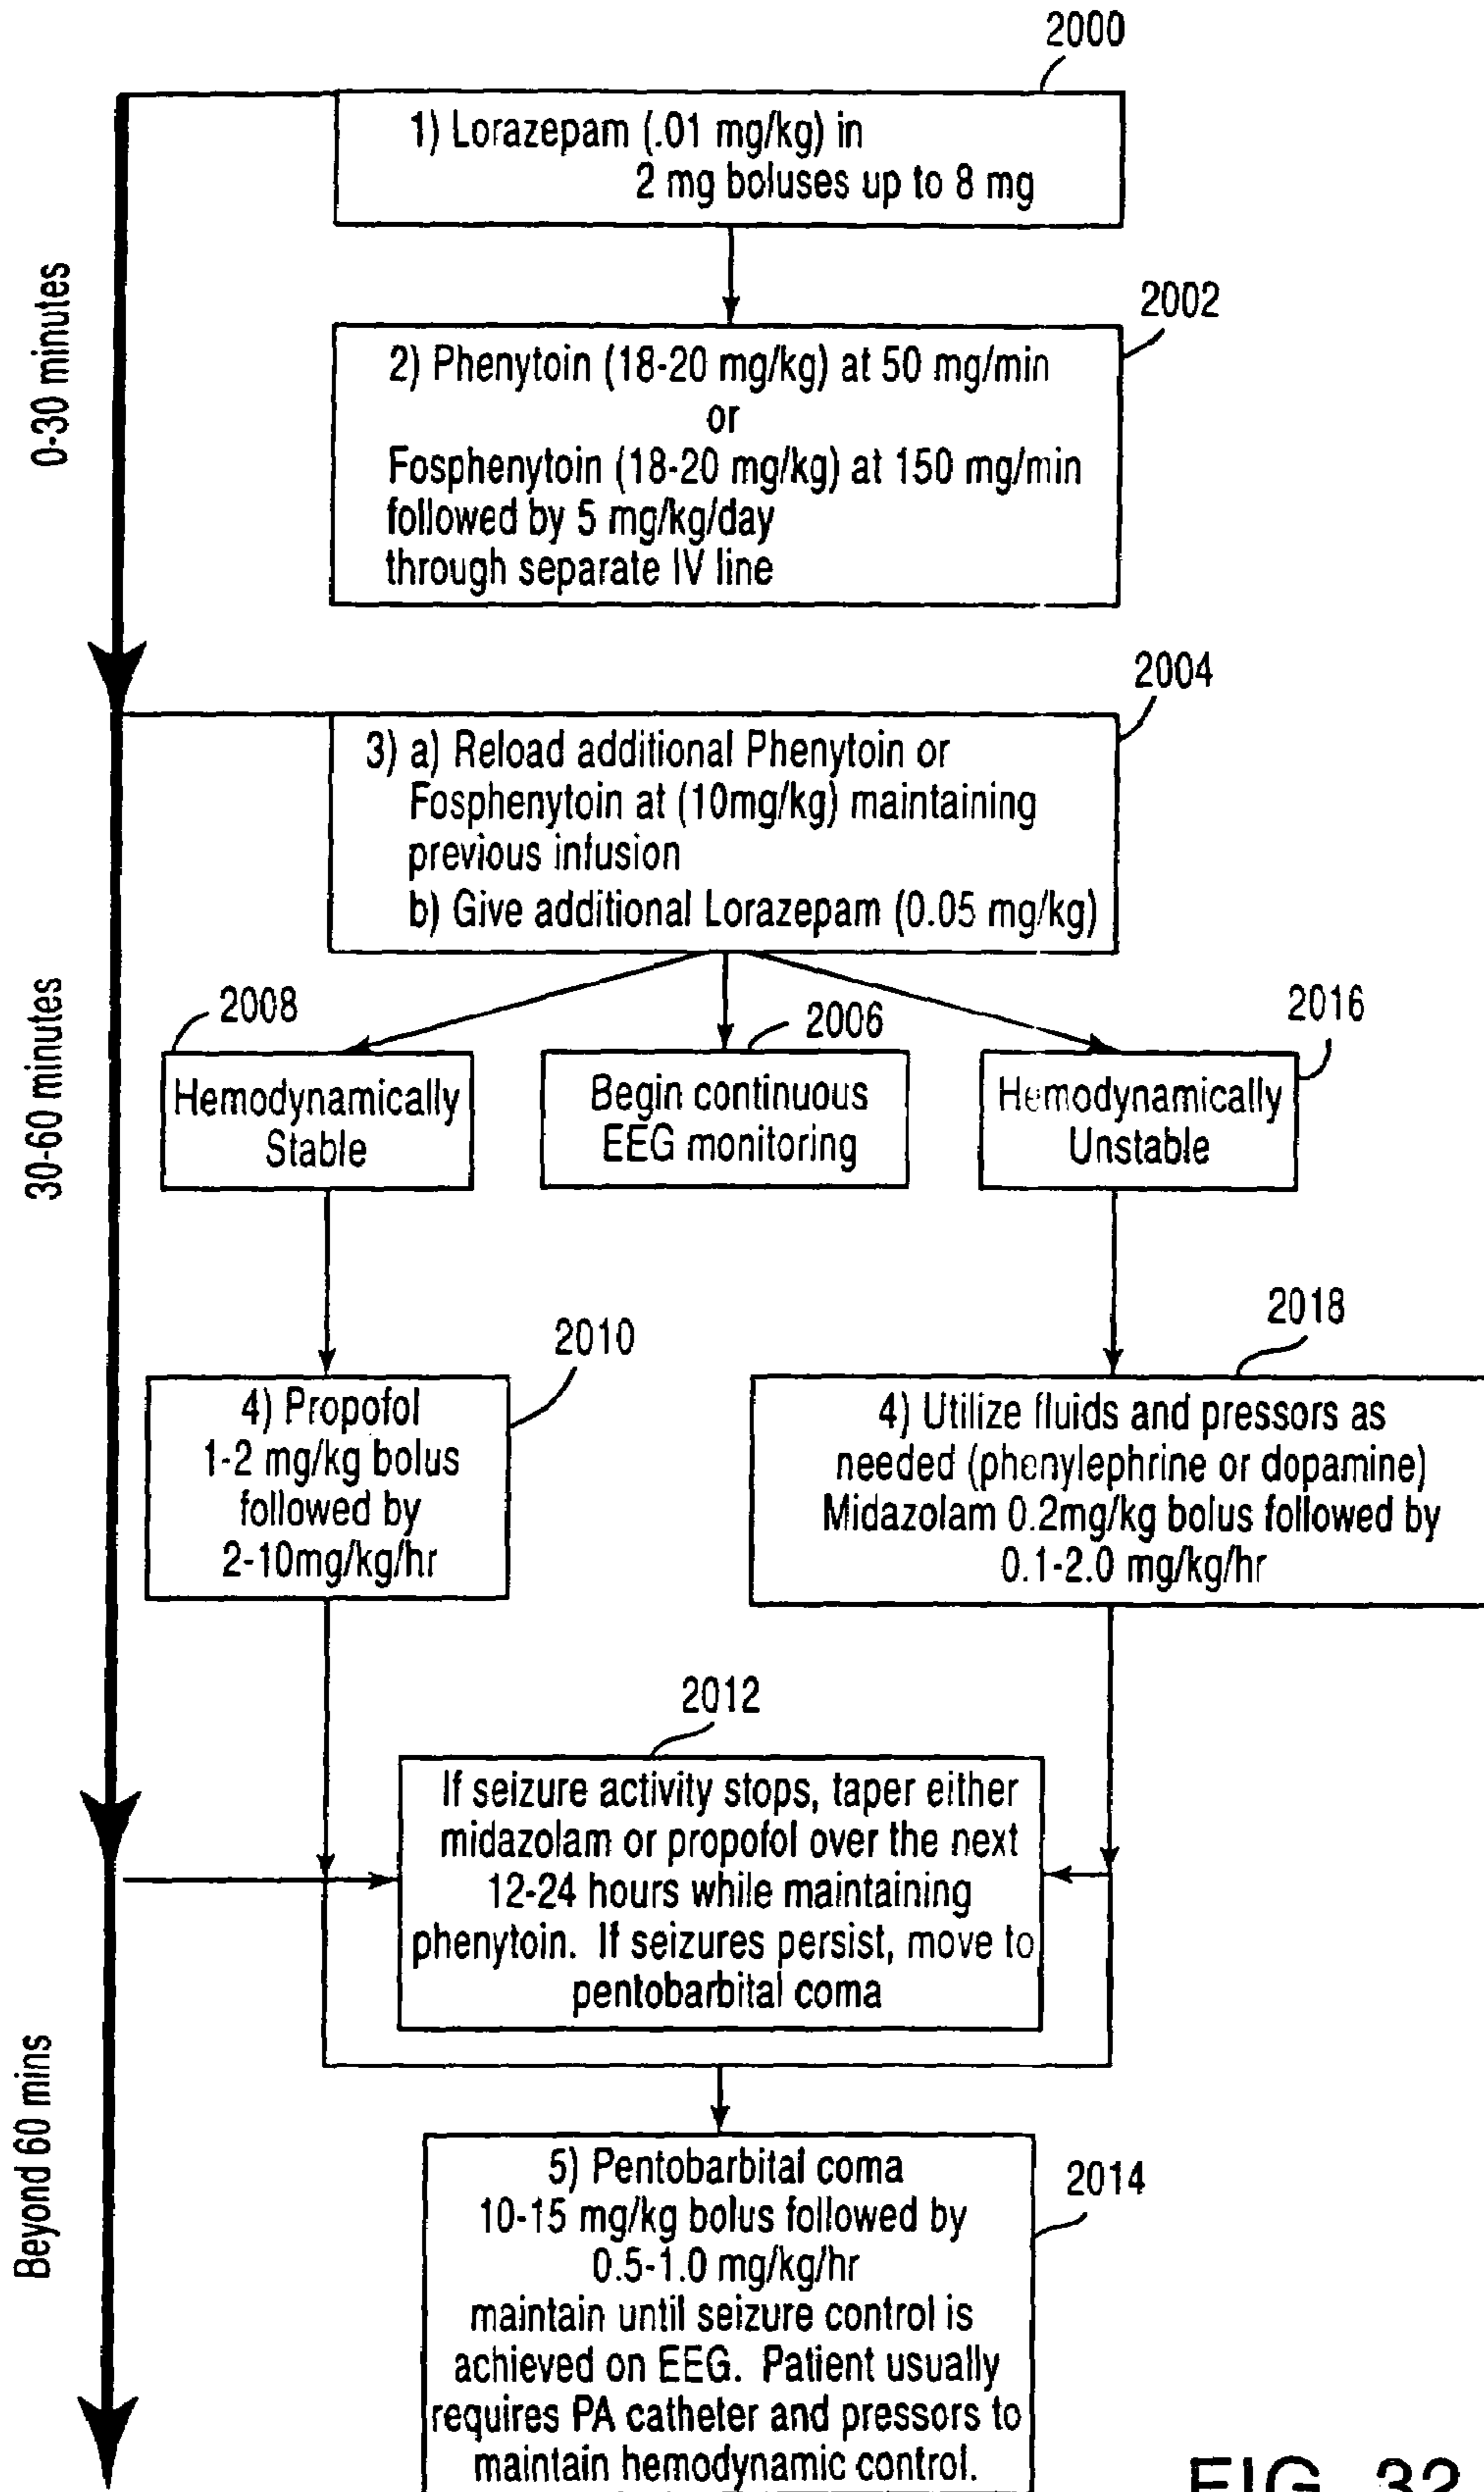 2000
1) Lorazepam (.01 mg/kg) in
2 mg boluses up to 8 mg
0-30 minutes
2002
2) Phenytoin (18-20 mg/kg) at 50 mg/min
or
Fosphenytoin (18-20 mg/kg) at 150 mg/min
followed by 5 mg/kg/day
through separate IV line
2004
3) a) Reload additional Phenytoin or
Fosphenytoin at (10mg/kg) maintaining
previous infusion
b) Give additional Lorazepam (0.05 mg/kg)
30-60 minutes
2008
Hemodynamically
Stable
2006
Begin continuous
EEG monitoring
2016
Hemodynamically
Unstable
2010
4) Propofol
1-2 mg/kg bolus
followed by
2-10mg/kg/hr
2018
4) Utilize fluids and pressors as
needed (phenylephrine or dopamine)
Midazolam 0.2mg/kg bolus followed by
0.1-2.0 mg/kg/hr
2012
If seizure activity stops, taper either
midazolam or propofol over the next
12-24 hours while maintaining
phenytoin. If seizures persist, move to
pentobarbital coma
Beyond 60 mins
2014
5) Pentobarbital coma
10-15 mg/kg bolus followed by
0.5-1.0 mg/kg/hr
maintain until seizure control is
achieved on EEG. Patient usually
requires PA catheter and pressors to
maintain hemodynamic control.
FIG. 32